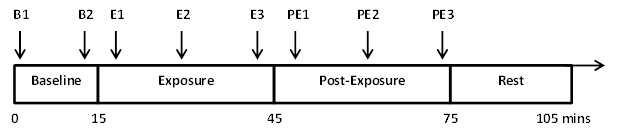 B1 B2 E1 E2 E3 PE1 PE2 PE3
Baseline Exposure Post-Exposure Rest
0 15 45 75 105 mins